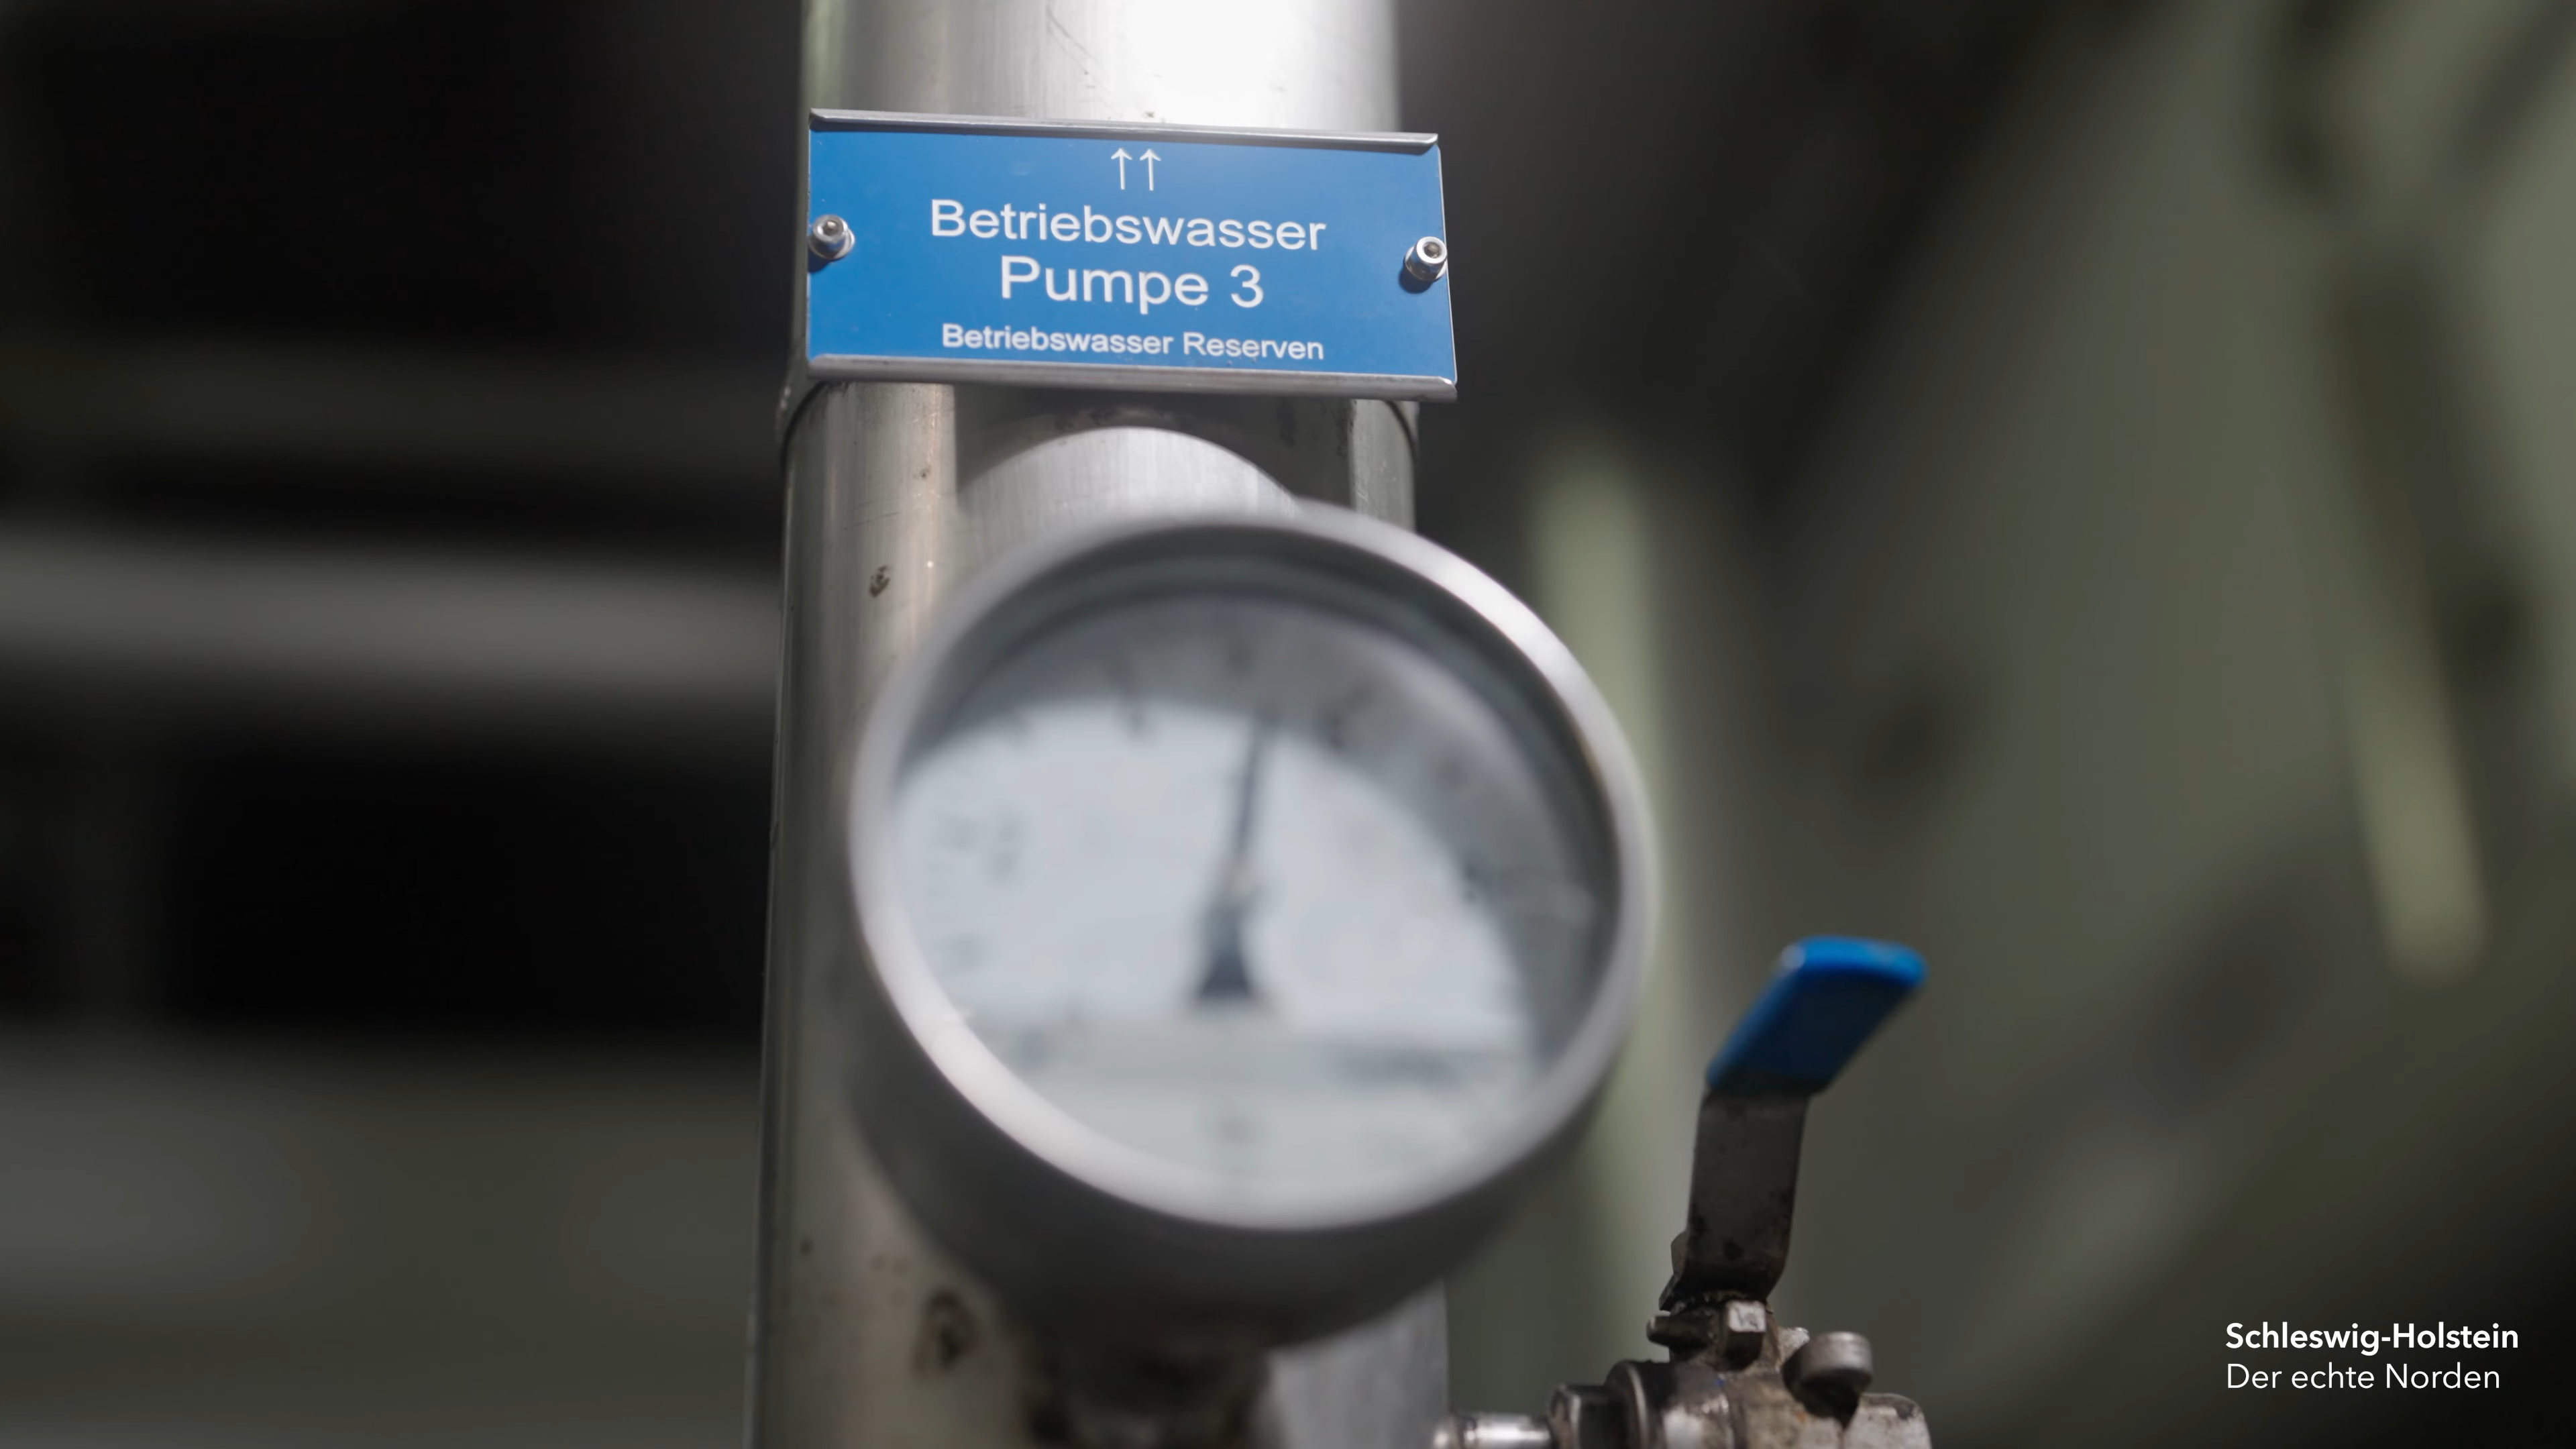 ↑↑
Betriebswasser
Pumpe 3
Betriebswasser Reserven
Schleswig-Holstein
Der echte Norden